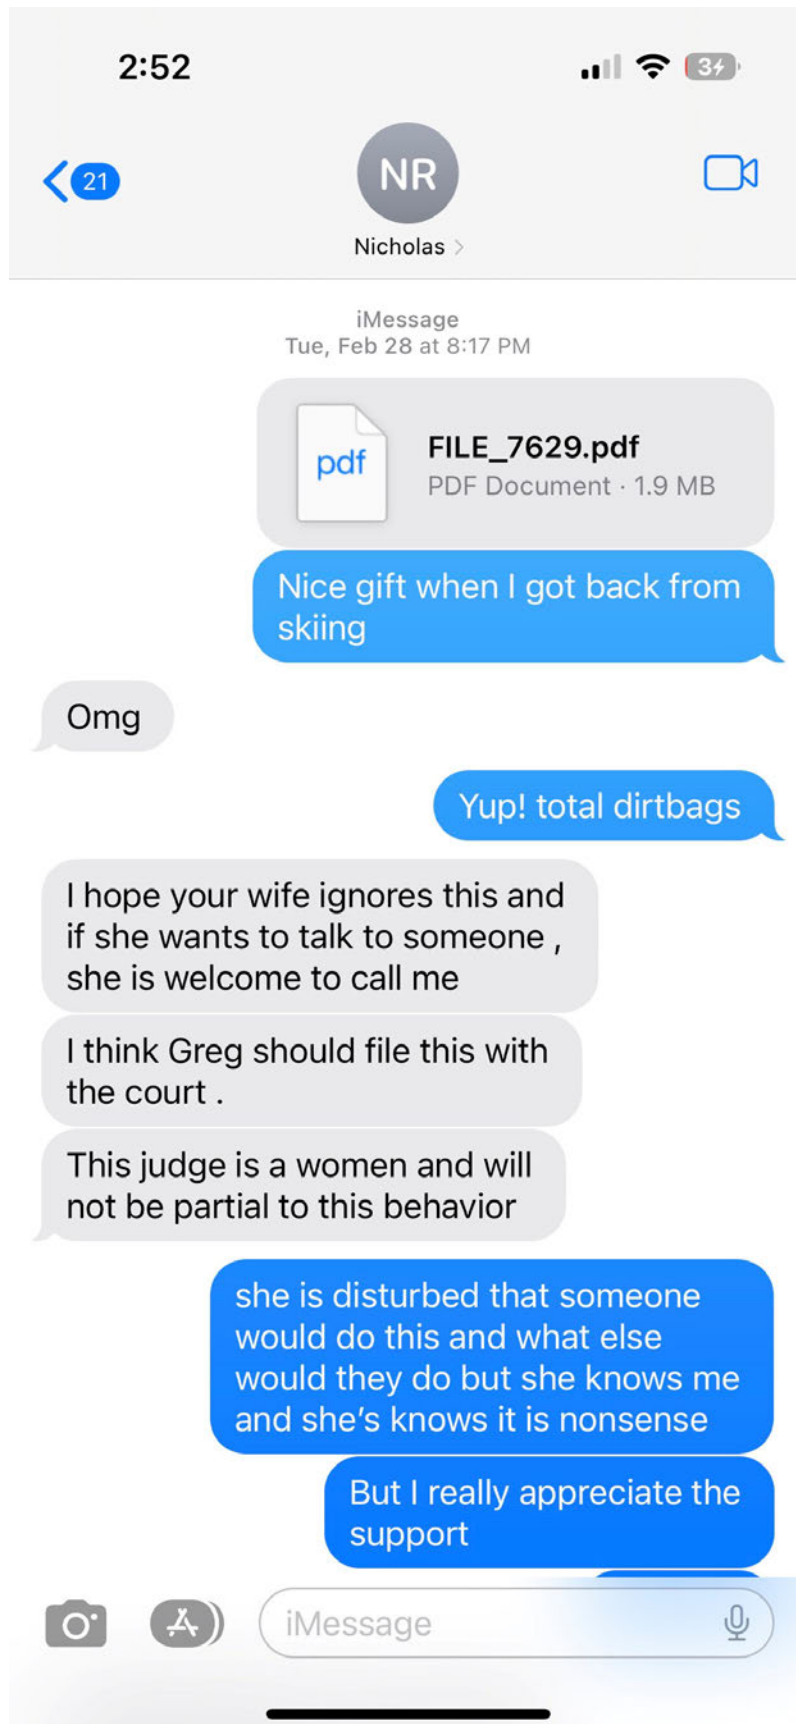 2:52
34
21
NR
Nicholas
iMessage
Tue, Feb 28 at 8:17 PM
pdf
FILE_7629.pdf
PDF Document · 1.9 MB
Nice gift when I got back from
skiing
Omg
Yup! total dirtbags
I hope your wife ignores this and
if she wants to talk to someone ,
she is welcome to call me
I think Greg should file this with
the court .
This judge is a women and will
not be partial to this behavior
she is disturbed that someone
would do this and what else
would they do but she knows me
and she's knows it is nonsense
But I really appreciate the
support
iMessage